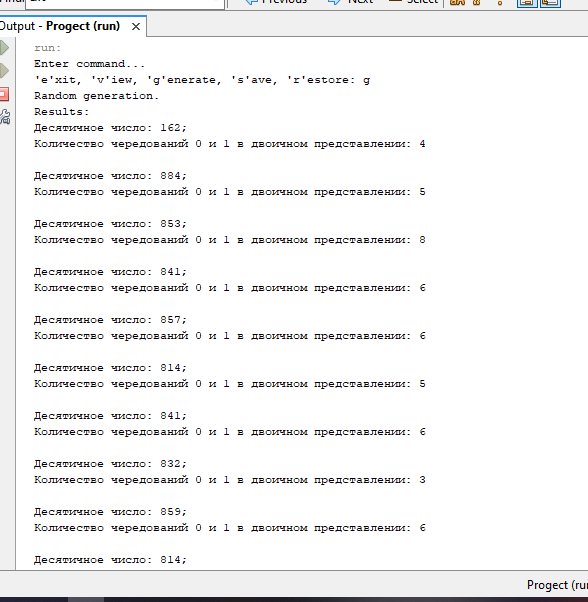 Previous Next Select
Output - Progect (run)
run:
Enter command...
'e'xit, 'v'iew, 'g'enerate, 's'ave, 'r'estore: g
Random generation.
Results:
Десятичное число: 162;
Количество чередований 0 и 1 в двоичном представлении: 4
Десятичное число: 884;
Количество чередований 0 и 1 в двоичном представлении: 5
Десятичное число: 853;
Количество чередований 0 и 1 в двоичном представлении: 8
Десятичное число: 841;
Количество чередований 0 и 1 в двоичном представлении: 6
Десятичное число: 857;
Количество чередований 0 и 1 в двоичном представлении: 6
Десятичное число: 814;
Количество чередований 0 и 1 в двоичном представлении: 5
Десятичное число: 841;
Количество чередований 0 и 1 в двоичном представлении: 6
Десятичное число: 832;
Количество чередований 0 и 1 в двоичном представлении: 3
Десятичное число: 859;
Количество чередований 0 и 1 в двоичном представлении: 6
Десятичное число: 814;
Progect (ru